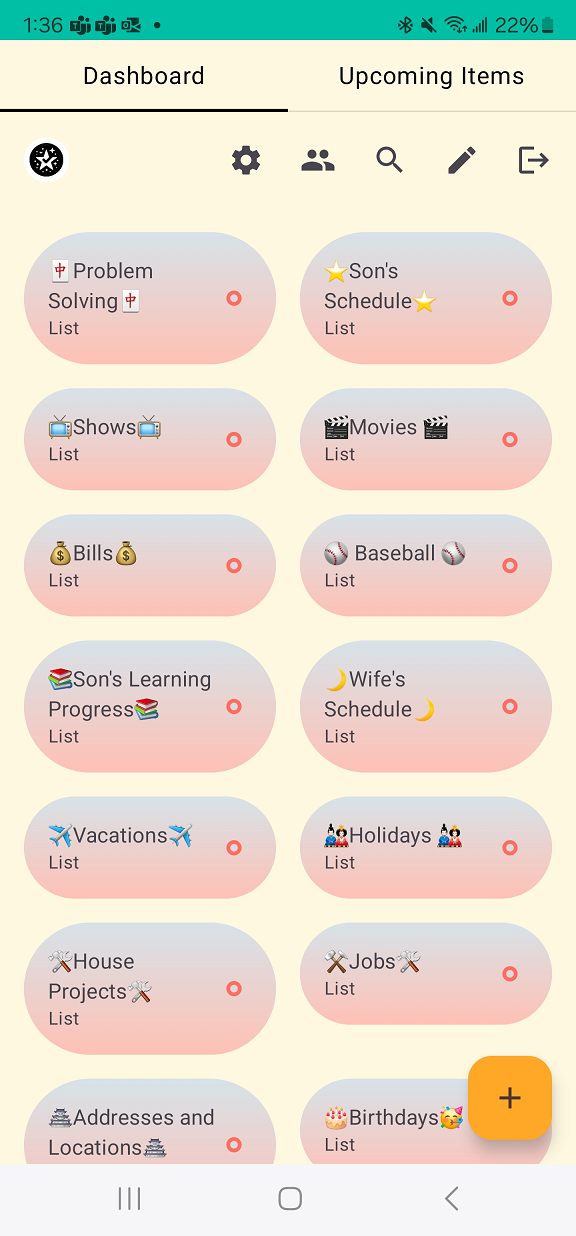 1:36
22%
Dashboard
Upcoming Items
🀄Problem
Solving🀄
List
⭐Son's
Schedule⭐
List
📺Shows📺
List
🎬Movies 🎬
List
💰Bills💰
List
⚾ Baseball ⚾
List
📚Son's Learning
Progress📚
List
🌙Wife's
Schedule🌙
List
✈️Vacations✈️
List
🎎Holidays 🎎
List
🛠️House
Projects🛠️
List
⚒️Jobs🛠️
List
🏯Addresses and
Locations🏯
🎂Birthdays🥳
List